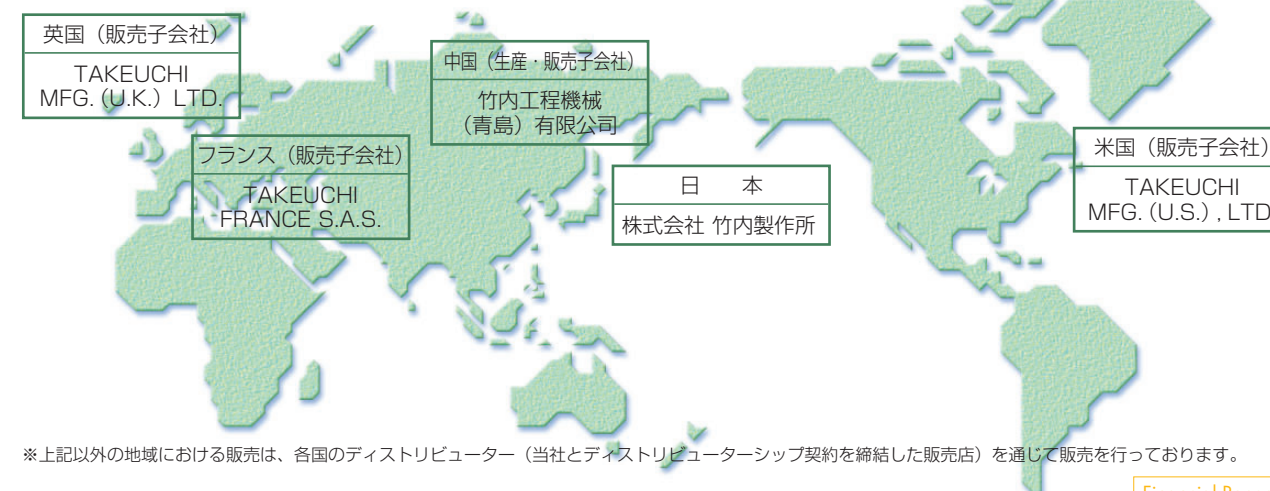 英国（販売子会社）
TAKEUCHI
MFG. (U.K.) LTD.
中国（生産・販売子会社）
竹内工程機械
（青島）有限公司
フランス（販売子会社）
TAKEUCHI
FRANCE S.A.S.
日　本
株式会社 竹内製作所
米国（販売子会社）
TAKEUCHI
MFG. (U.S.) , LTD
※上記以外の地域における販売は、各国のディストリビューター（当社とディストリビューターシップ契約を締結した販売店）を通じて販売を行っております。
Financial